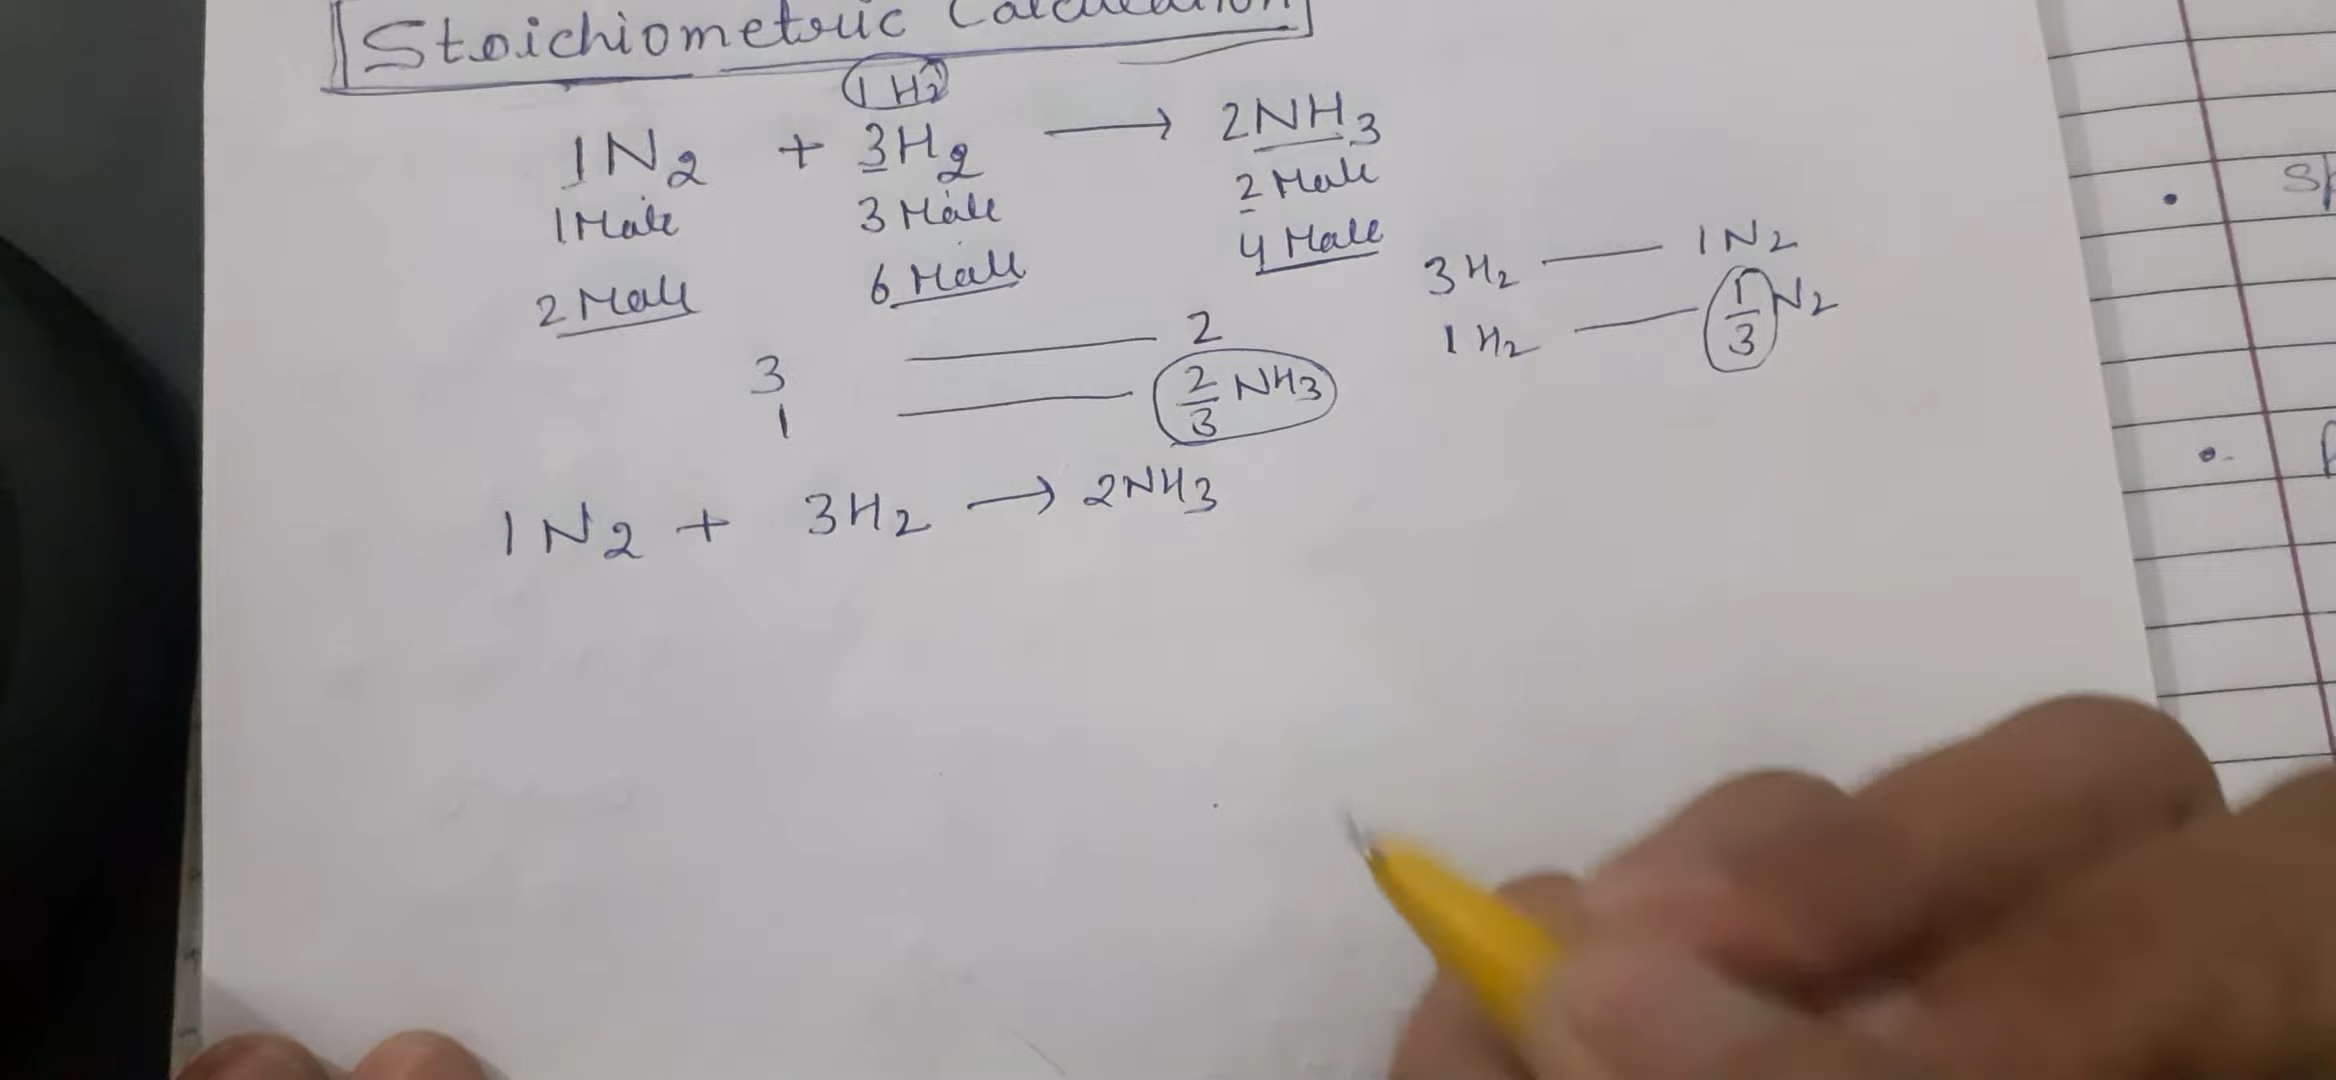 Stoichiometric Calculation
1 H2
1N2 + 3H2 → 2NH3
1 Mole 3 Mole 2 Mole
2 Mole 6 Mole 4 Mole
3H2 — 1N2
1H2 — 1/3 N2
3 — 2
1 — 2/3 NH3
1N2 + 3H2 → 2NH3